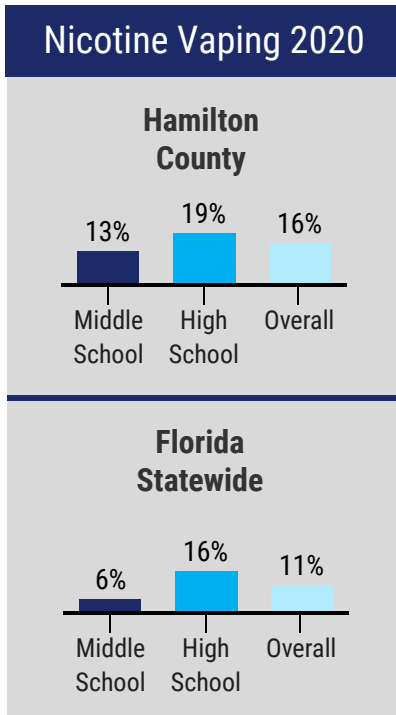 Nicotine Vaping 2020
Hamilton
County
13%
19%
16%
Middle
School
High
School
Overall
Florida
Statewide
6%
16%
11%
Middle
School
High
School
Overall